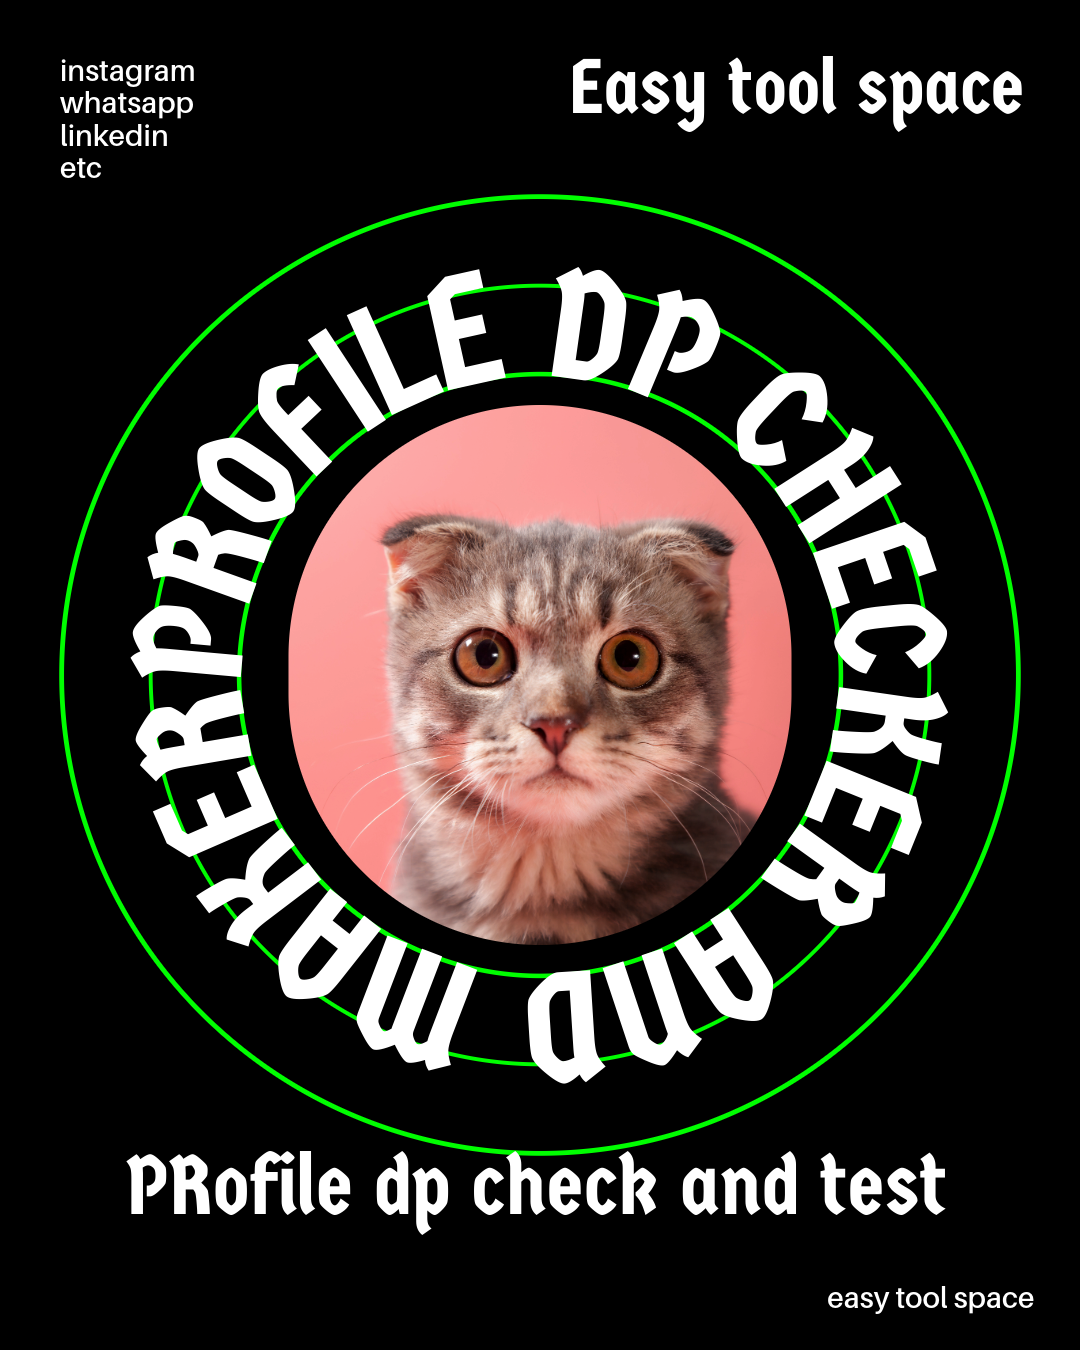 instagram
whatsapp
linkedin
etc
Easy tool space
PROFILE DP CHECKER AND MAKER
PRofile dp check and test
easy tool space